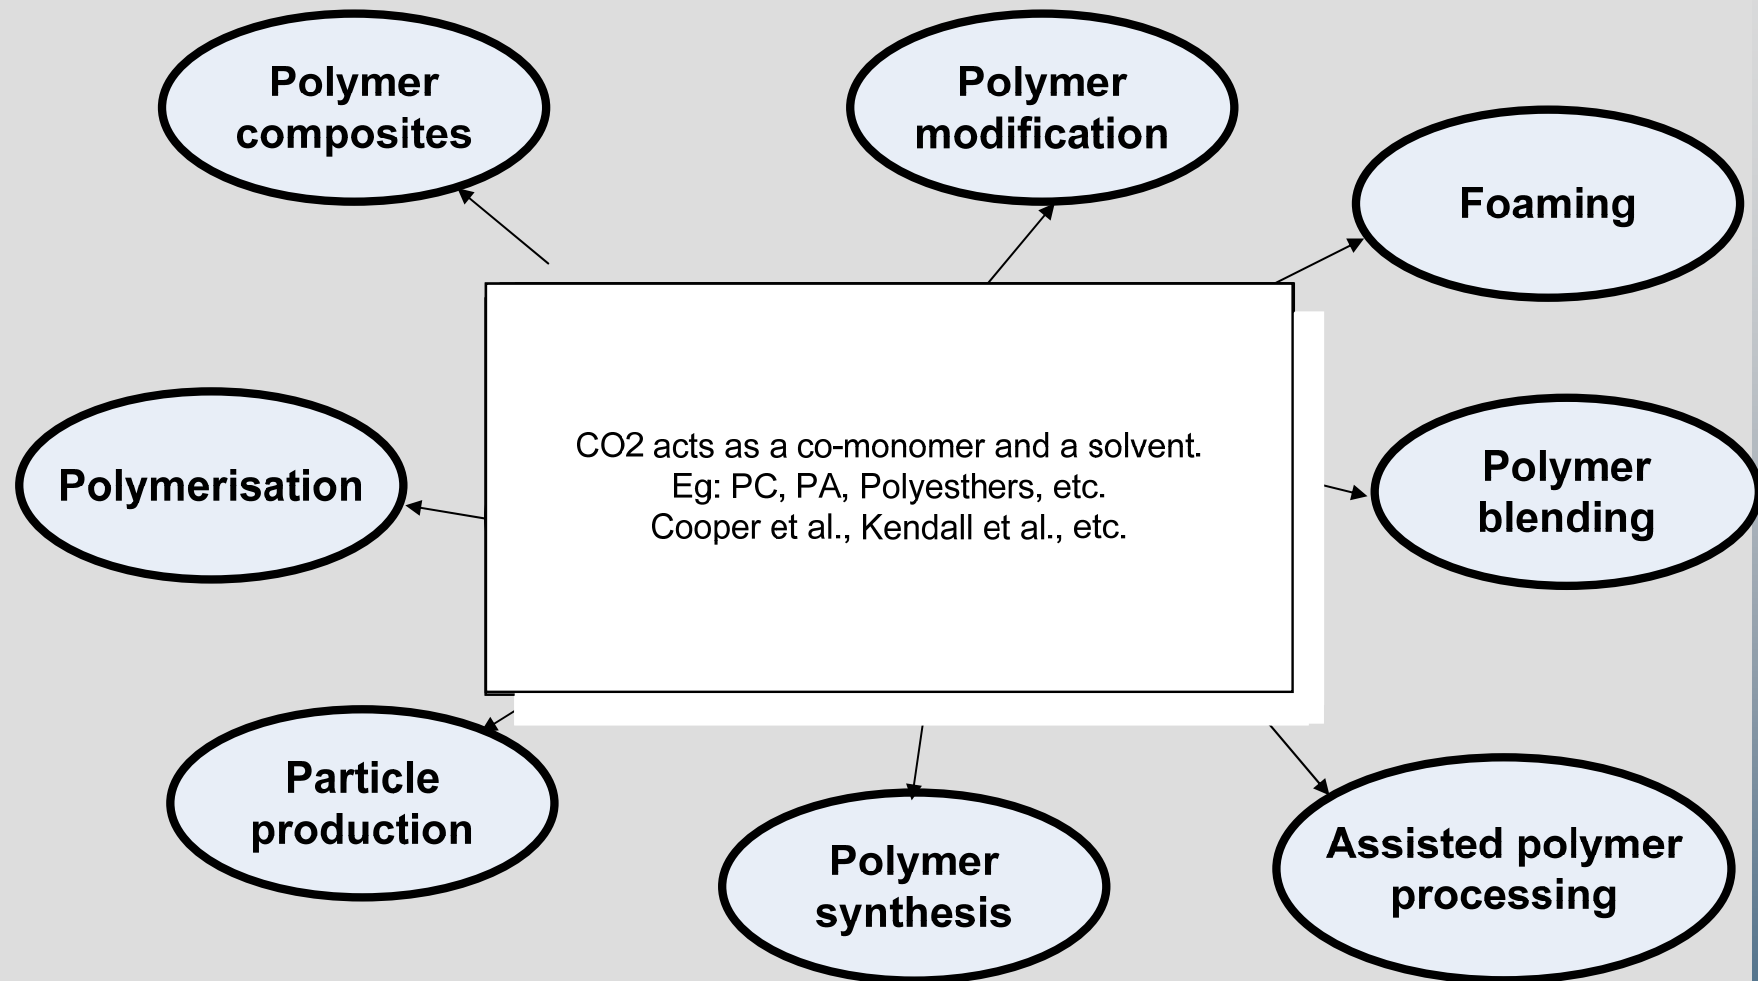 Polymer
composites
Polymer
modification
Foaming
CO2 acts as a co-monomer and a solvent.
Eg: PC, PA, Polyesthers, etc.
Cooper et al., Kendall et al., etc.
Polymerisation
Polymer
blending
Particle
production
Polymer
synthesis
Assisted polymer
processing